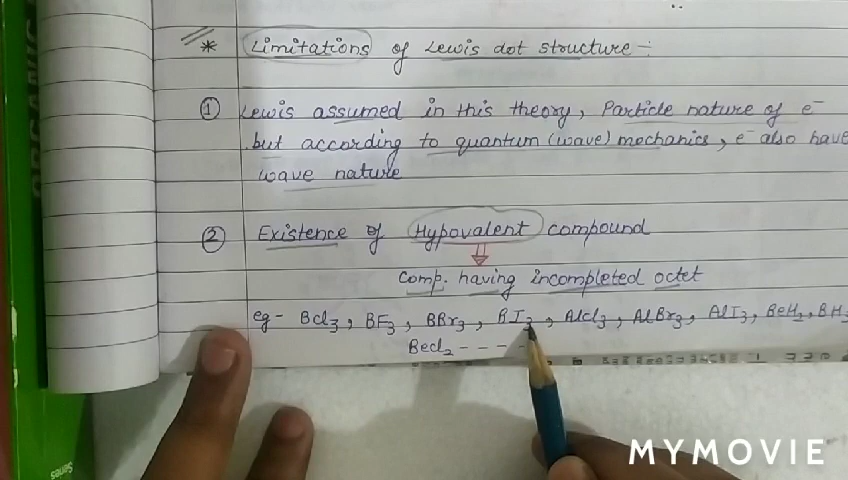 * Limitations of Lewis dot structure :-
① Lewis assumed in this theory, Particle nature of e⁻
but according to quantum (wave) mechanics, e⁻ also have
wave nature
② Existence of Hypovalent compound
comp. having incompleted octet
eg - BCl₃, BF₃, BBr₃, BI₃, AlCl₃, AlBr₃, AlI₃, BeH₂, BH₃
BeCl₂ - - - -
MYMOVIE